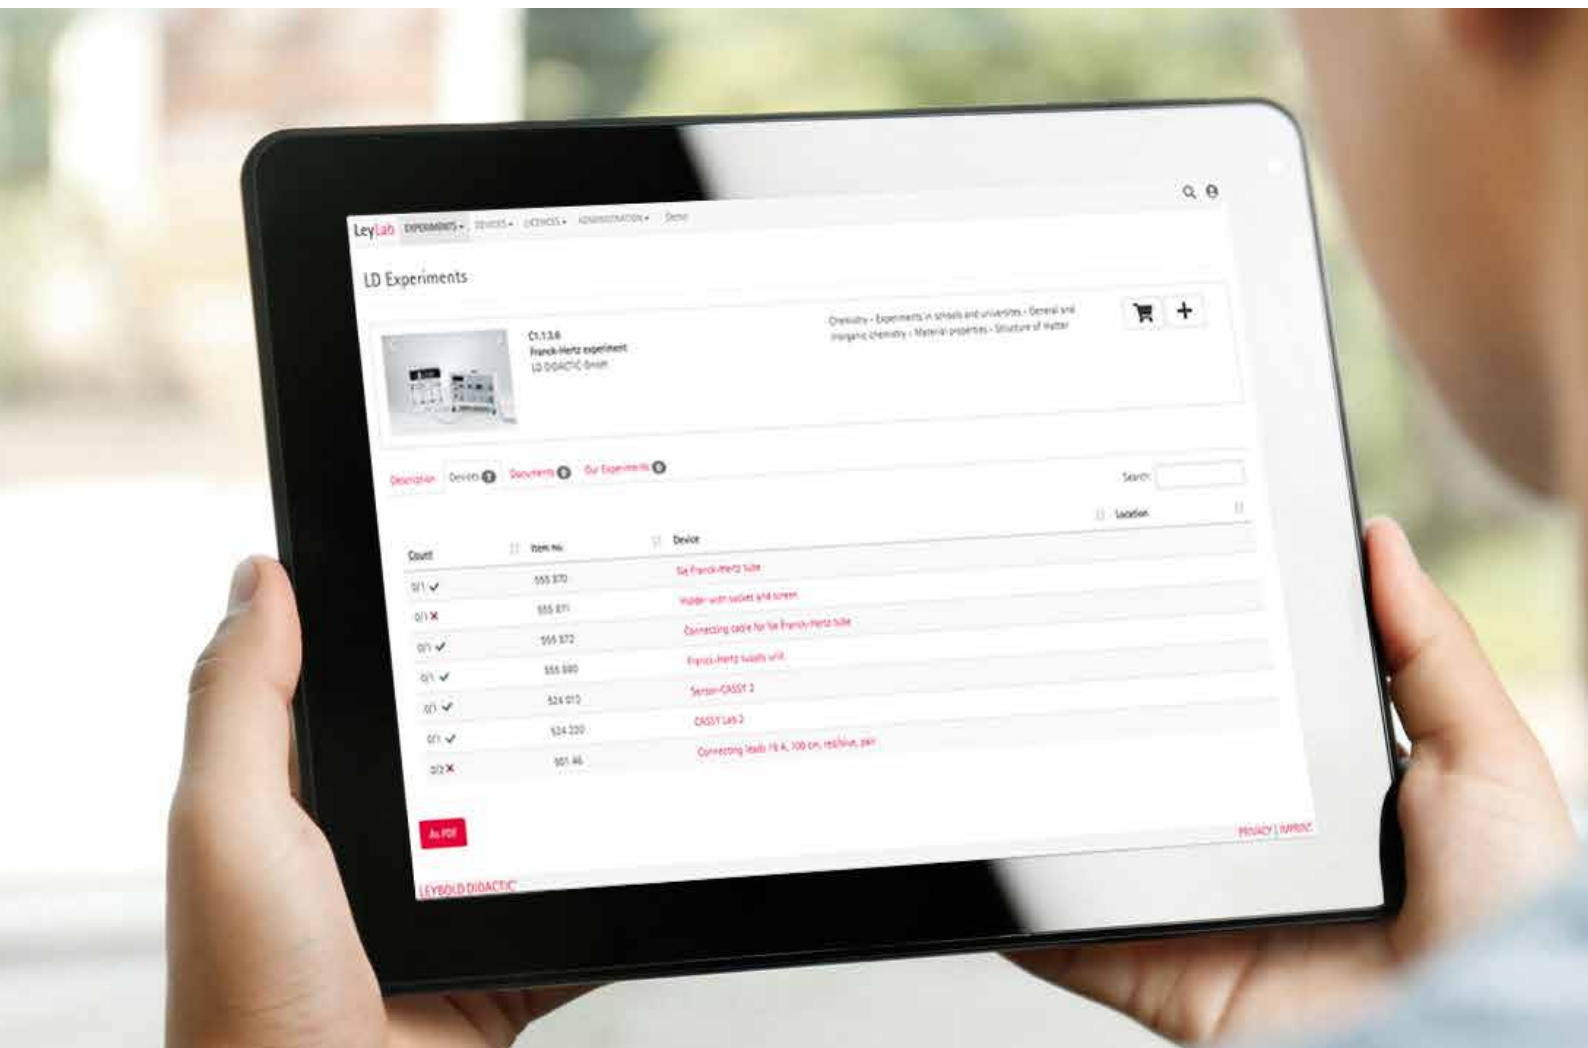 LeyLab EXPERIMENTS DEVICES LICENCES ADMINISTRATION Demo
LD Experiments
C1.1.3.6
Franck-Hertz experiment
LD DIDACTIC GmbH
Chemistry - Experiments in schools and universites - General and
inorganic chemistry - Material properties - Structure of matter
Description Devices 7 Documents Our Experiments 0
Search:
Count Item no. Device Location
0/1 555 870 Ne Franck-Hertz tube
0/1 555 871 Holder with socket and screen
0/1 555 872 Connecting cable for Ne Franck-Hertz tube
0/1 555 880 Franck-Hertz supply unit
0/1 524 013 Sensor-CASSY 2
0/1 524 220 CASSY Lab 2
0/2 501 46 Connecting leads 19 A, 100 cm, red/blue, pair
As PDF
PRIVACY | IMPRINT
LEYBOLD DIDACTIC